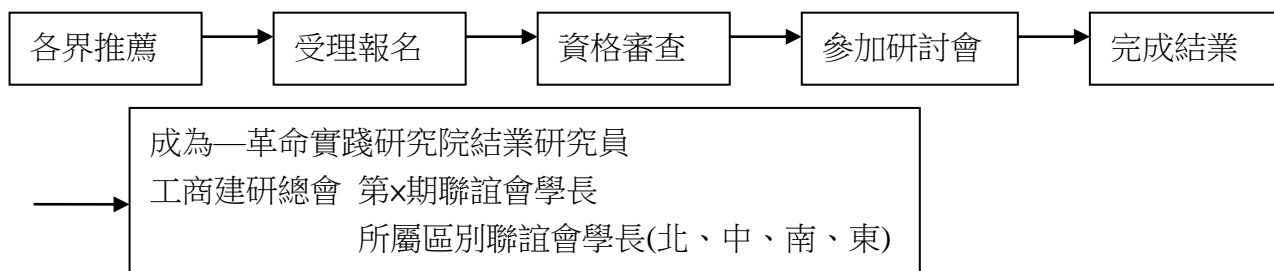 各界推薦
受理報名
資格審查
參加研討會
完成結業
成為—革命實踐研究院結業研究員
工商建研總會 第x期聯誼會學長
所屬區別聯誼會學長(北、中、南、東)